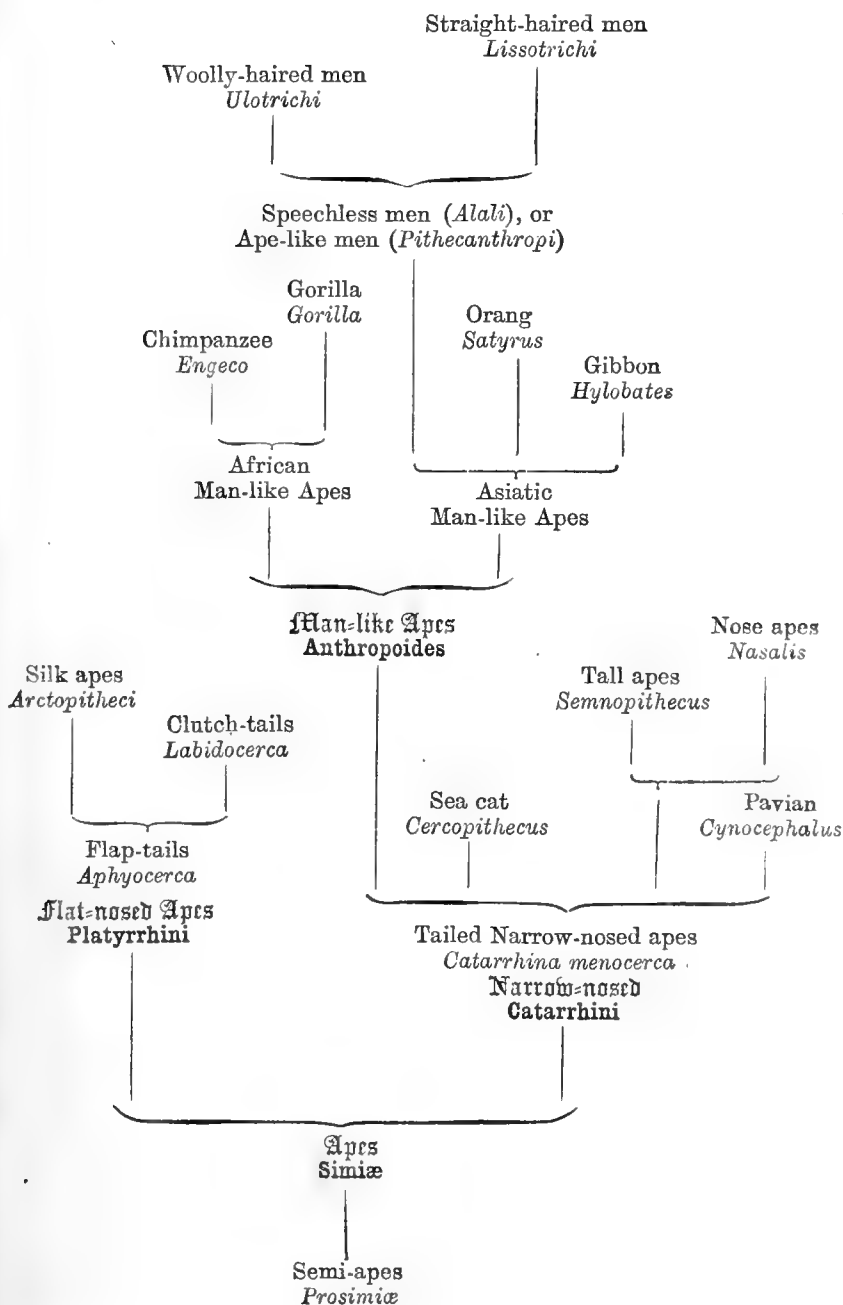 Straight-haired men
Lissotrichi
Woolly-haired men
Ulotrichi
Speechless men (Alali), or
Ape-like men (Pithecanthropi)
Gorilla
Gorilla
Chimpanzee
Engeco
Orang
Satyrus
Gibbon
Hylobates
African
Man-like Apes
Asiatic
Man-like Apes
Man-like Apes
Anthropoides
Nose apes
Nasalis
Silk apes
Arctopitheci
Tall apes
Semnopithecus
Clutch-tails
Labidocerca
Sea cat
Cercopithecus
Pavian
Cynocephalus
Flap-tails
Aphyocerca
Flat-nosed Apes
Platyrrhini
Tailed Narrow-nosed apes
Catarrhina menocerca
Narrow-nosed
Catarrhini
Apes
Simiæ
Semi-apes
Prosimiæ